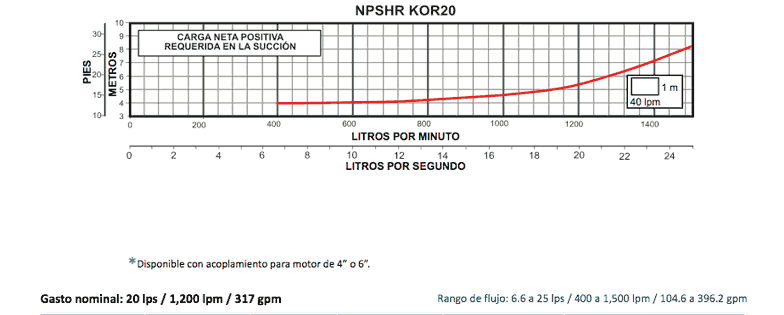 NPSHR KOR20
CARGA NETA POSITIVA
REQUERIDA EN LA SUCCIÓN
PIES
30
25
20
15
10
METROS
10
9
8
7
6
5
4
3
1 m
40 lpm
0 200 400 600 800 1000 1200 1400
LITROS POR MINUTO
0 2 4 6 8 10 12 14 16 18 20 22 24
LITROS POR SEGUNDO
*Disponible con acoplamiento para motor de 4” o 6”.
Gasto nominal: 20 lps / 1,200 lpm / 317 gpm
Rango de flujo: 6.6 a 25 lps / 400 a 1,500 lpm / 104.6 a 396.2 gpm